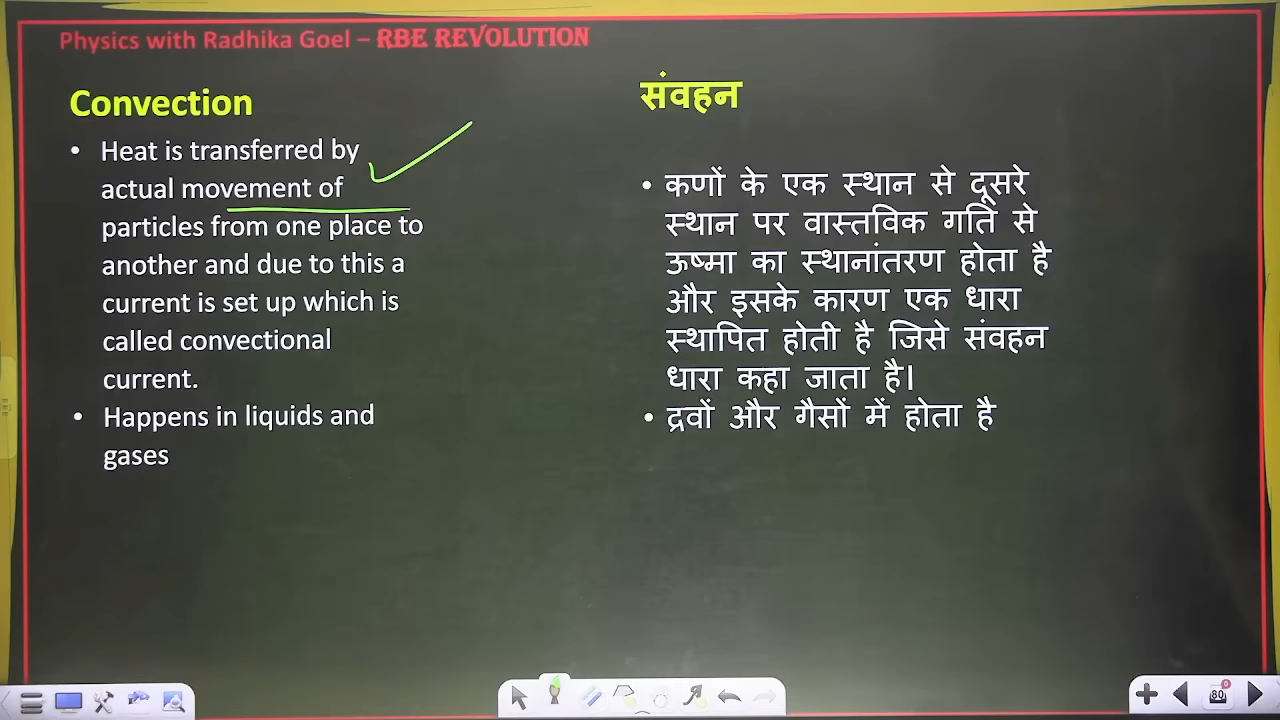 Physics with Radhika Goel – RBE REVOLUTION
Convection
• Heat is transferred by
actual movement of
particles from one place to
another and due to this a
current is set up which is
called convectional
current.
• Happens in liquids and
gases
संवहन
• कणों के एक स्थान से दूसरे
स्थान पर वास्तविक गति से
ऊष्मा का स्थानांतरण होता है
और इसके कारण एक धारा
स्थापित होती है जिसे संवहन
धारा कहा जाता है।
• द्रवों और गैसों में होता है
80